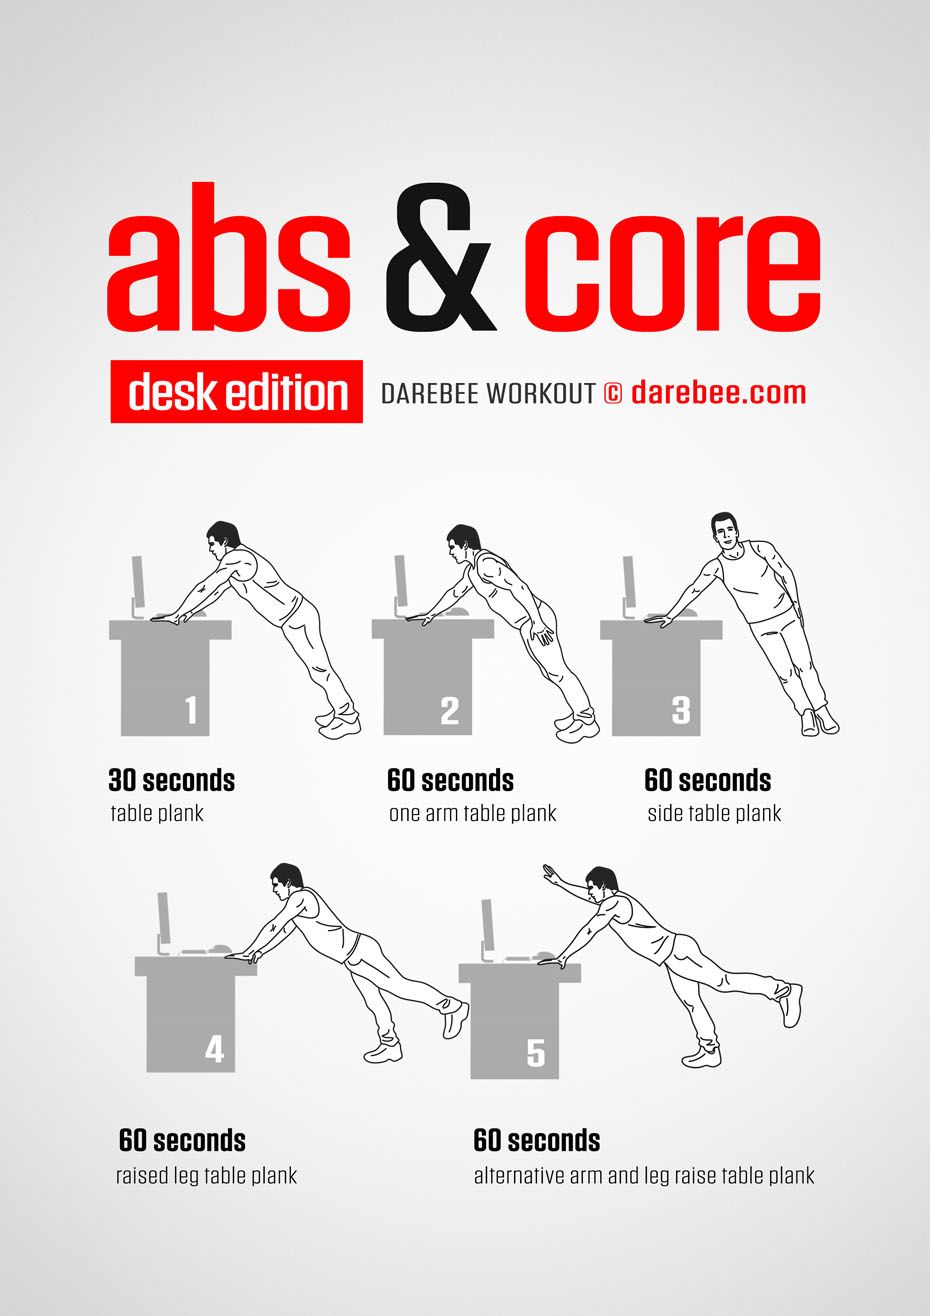 abs & core
desk edition DAREBEE WORKOUT © darebee.com
1 2 3
30 seconds 60 seconds 60 seconds
table plank one arm table plank side table plank
4 5
60 seconds 60 seconds
raised leg table plank alternative arm and leg raise table plank